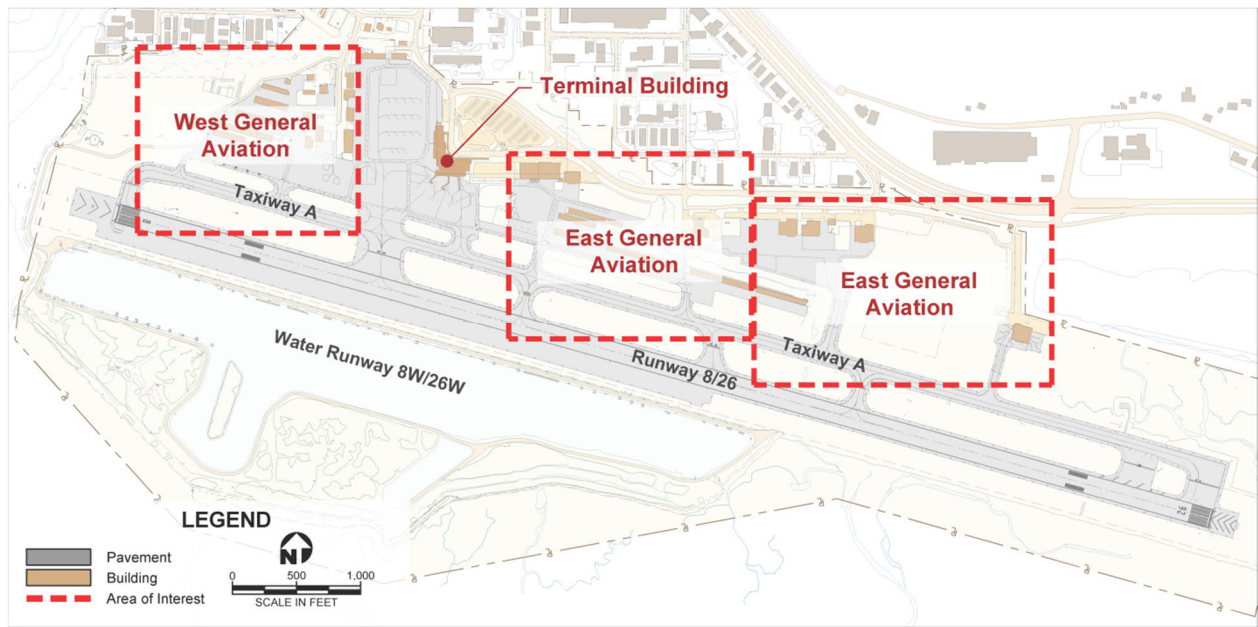 Terminal Building
West General
Aviation
Taxiway A
East General
Aviation
East General
Aviation
Taxiway A
Runway 8/26
Water Runway 8W/26W
26
LEGEND
N
Pavement
Building
Area of Interest
0 500 1,000
SCALE IN FEET